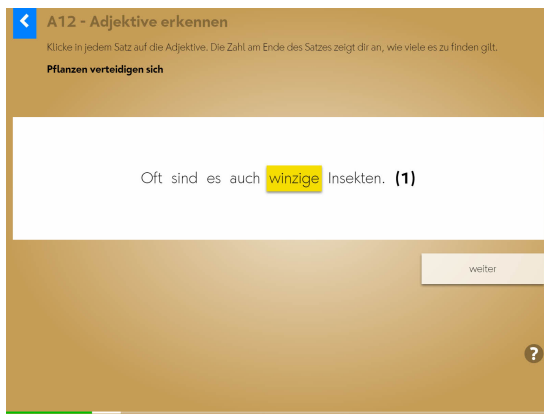 A12 - Adjektive erkennen
Klicke in jedem Satz auf die Adjektive. Die Zahl am Ende des Satzes zeigt dir an, wie viele es zu finden gilt.
Pflanzen verteidigen sich
Oft sind es auch winzige Insekten. (1)
weiter
?